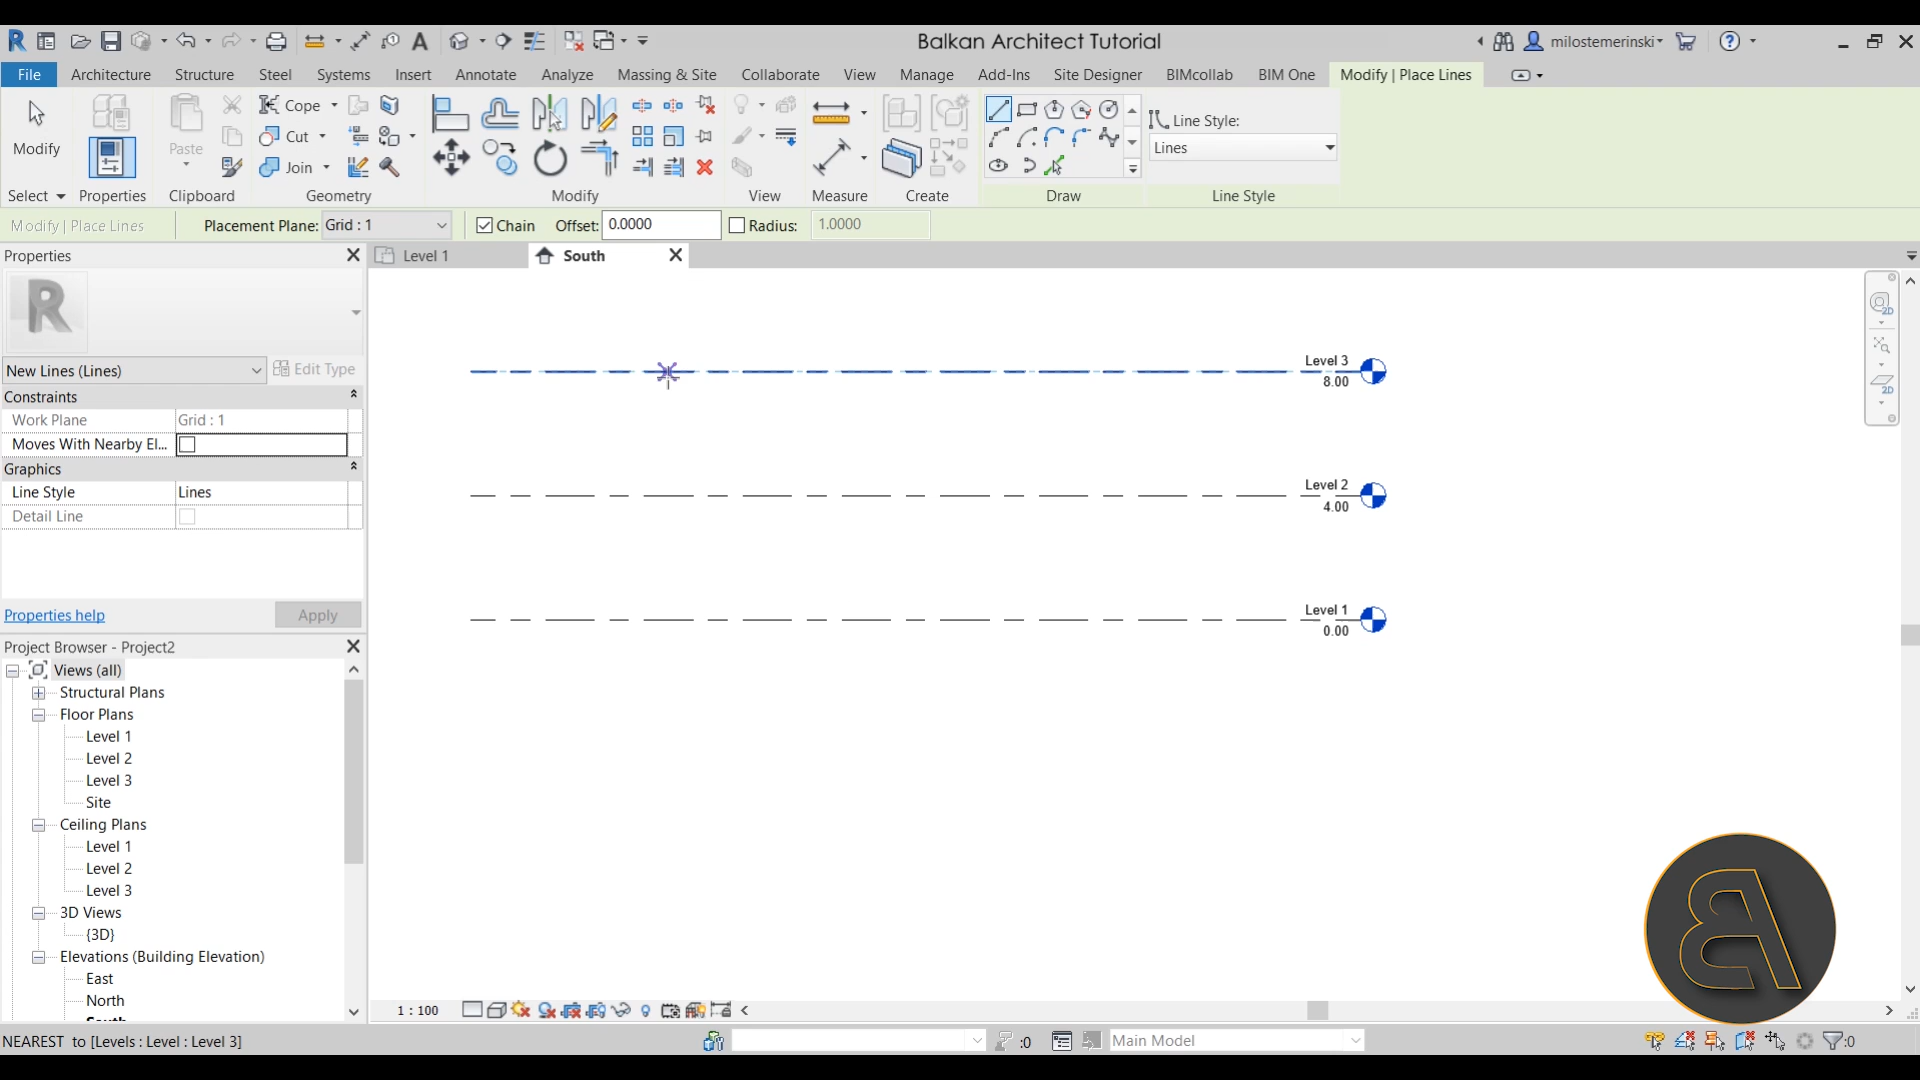 Balkan Architect Tutorial
milostemerinski
File Architecture Structure Steel Systems Insert Annotate Analyze Massing & Site Collaborate View Manage Add-Ins Site Designer BIMcollab BIM One Modify | Place Lines
Modify
Paste
Cope
Cut
Join
Line Style:
Lines
Select Properties Clipboard Geometry Modify View Measure Create Draw Line Style
Modify | Place Lines Placement Plane: Grid : 1 Chain Offset: 0.0000 Radius: 1.0000
Properties
Level 1
South
New Lines (Lines) Edit Type
Constraints
Work Plane Grid : 1
Moves With Nearby El...
Graphics
Line Style Lines
Detail Line
Properties help Apply
Project Browser - Project2
Views (all)
Structural Plans
Floor Plans
Level 1
Level 2
Level 3
Site
Ceiling Plans
Level 1
Level 2
Level 3
3D Views
{3D}
Elevations (Building Elevation)
East
North
South
Level 3
8.00
Level 2
4.00
Level 1
0.00
2D
2D
1 : 100
NEAREST to [Levels : Level : Level 3]
:0
Main Model
:0